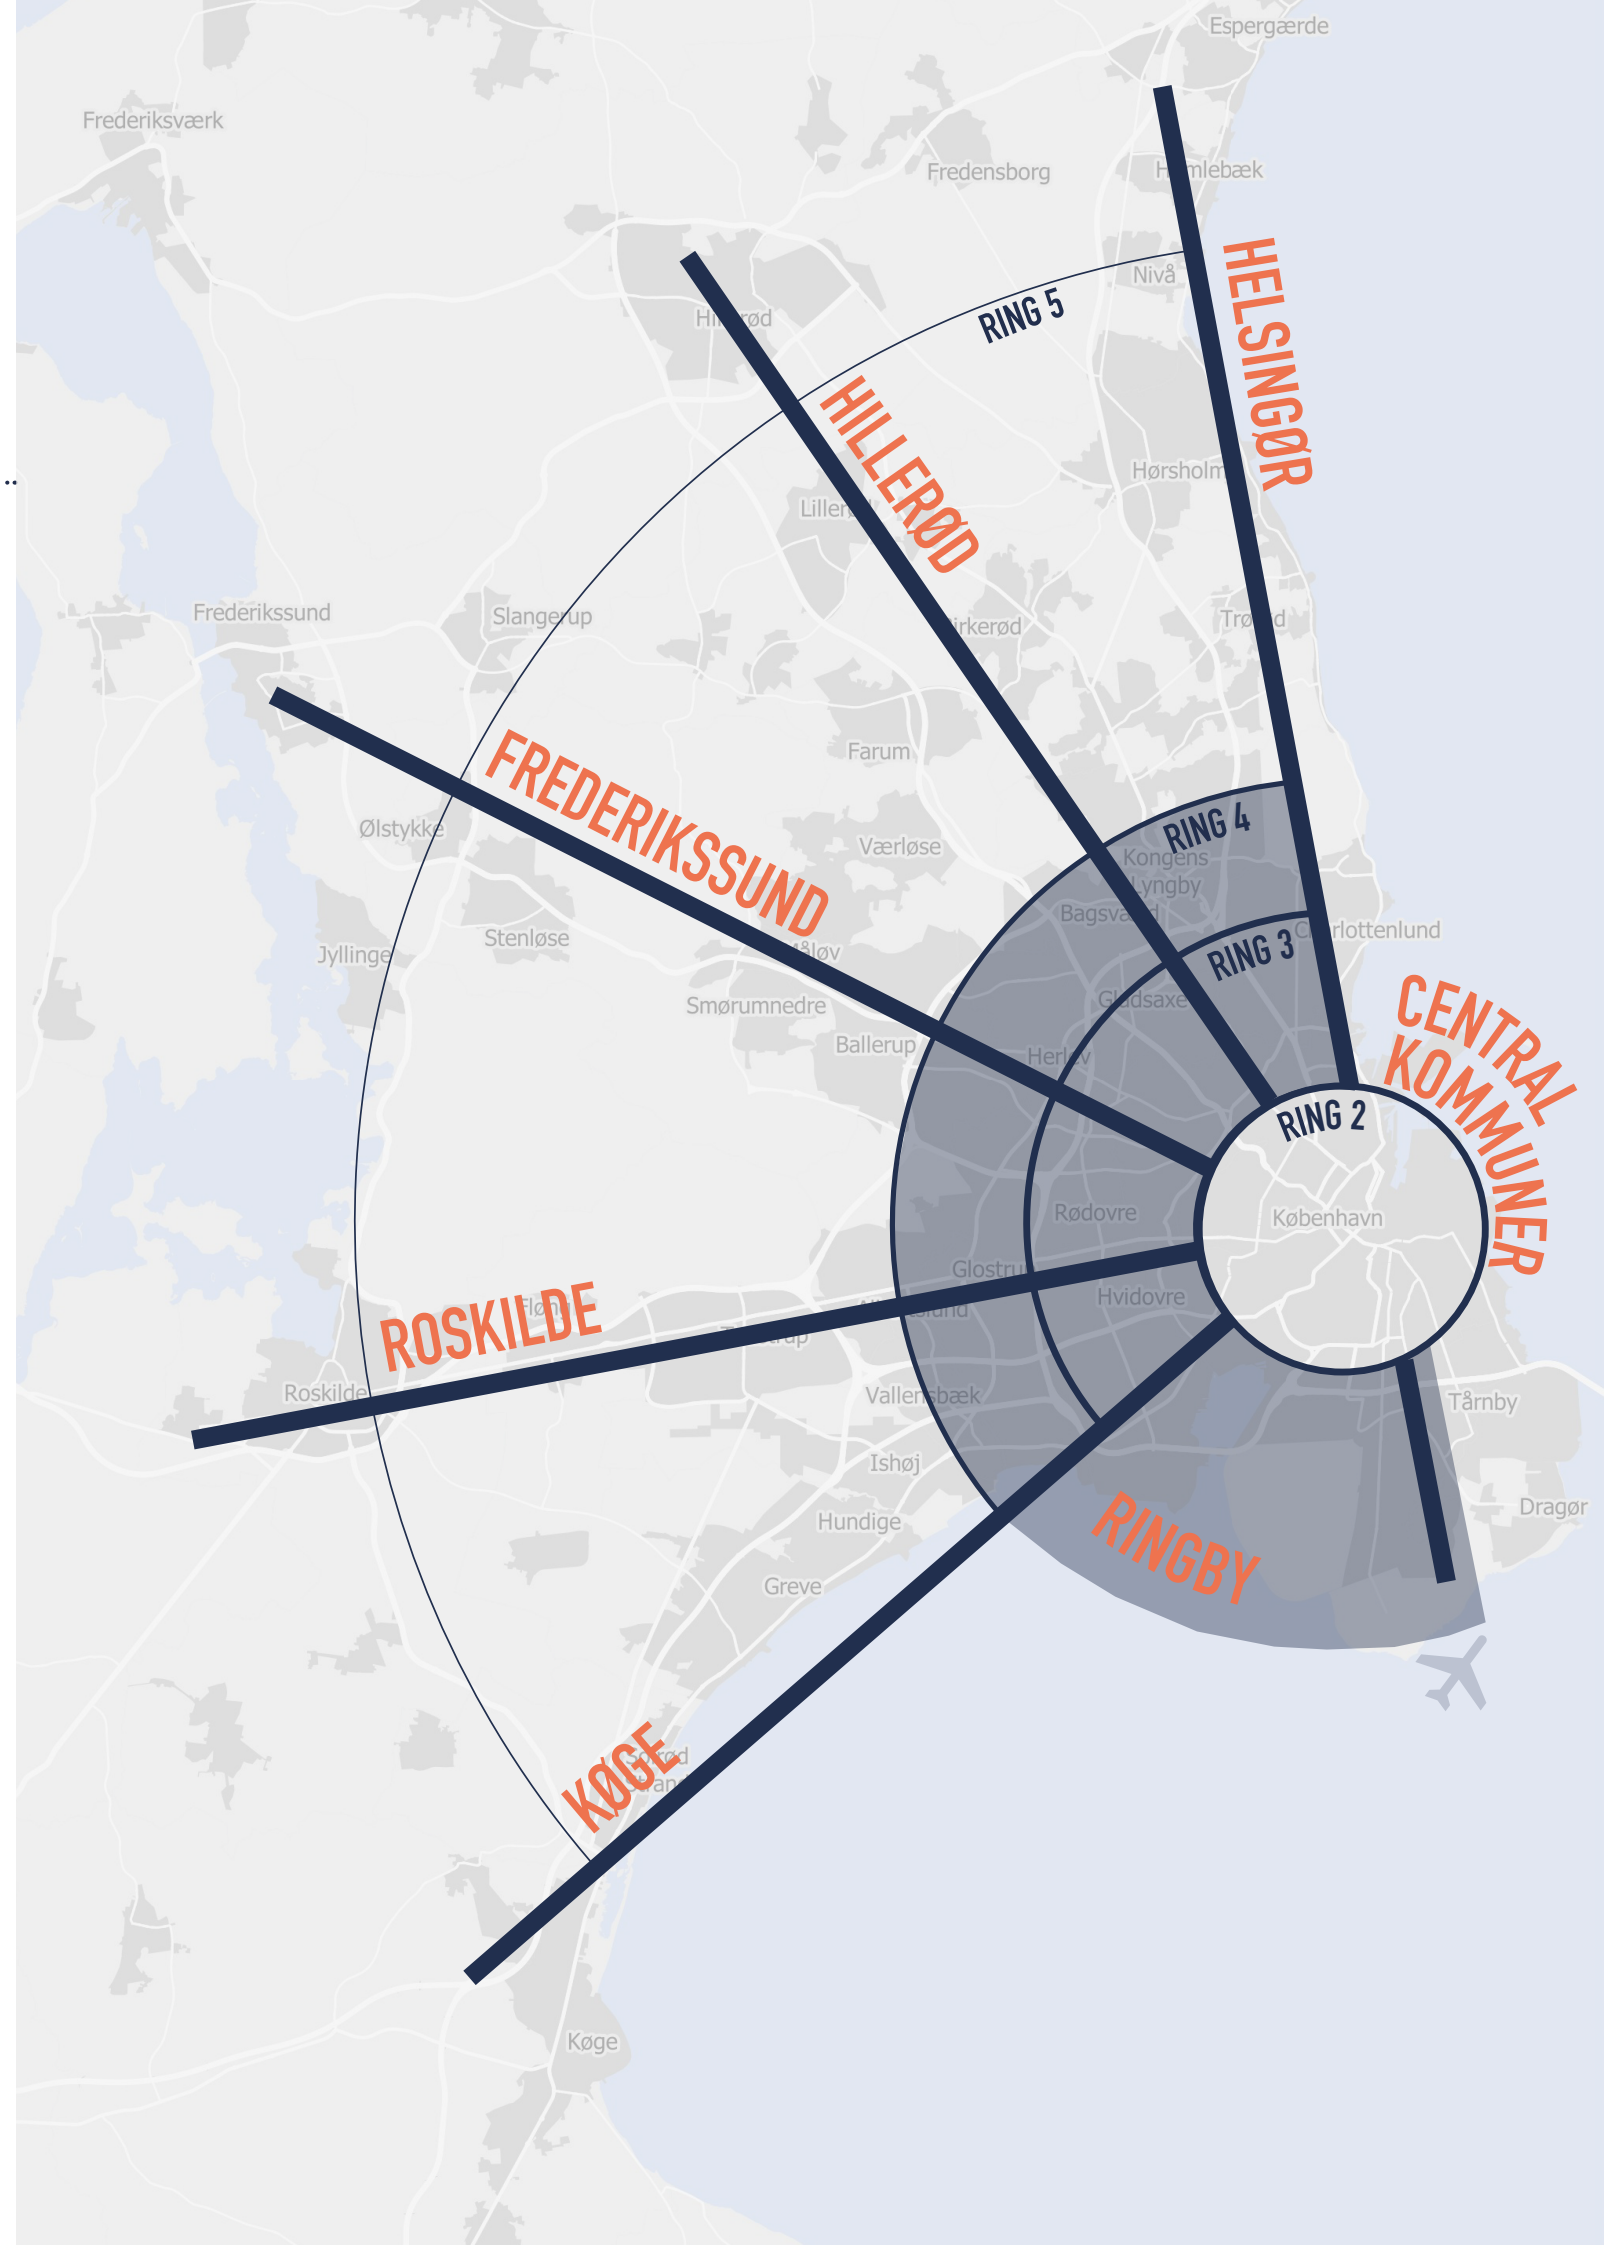 Espergærde
Frederiksværk
Fredensborg
HELSINGØR
Nivå
RING 5
HILLERØD
Hørsholm
Frederikssund
Slangerup
Farum
FREDERIKSSUND
Ølstykke
Værløse
RING 4
Kongens
Lyngby
Jyllinge
Stenløse
RING 3
Smørumnedre
Ballerup
CENTRAL
KOMMUNER
RING 2
Rødovre
København
Hvidovre
ROSKILDE
Roskilde
Vallensbæk
Tårnby
Ishøj
Dragør
Hundige
RINGBY
Greve
KØGE
Køge